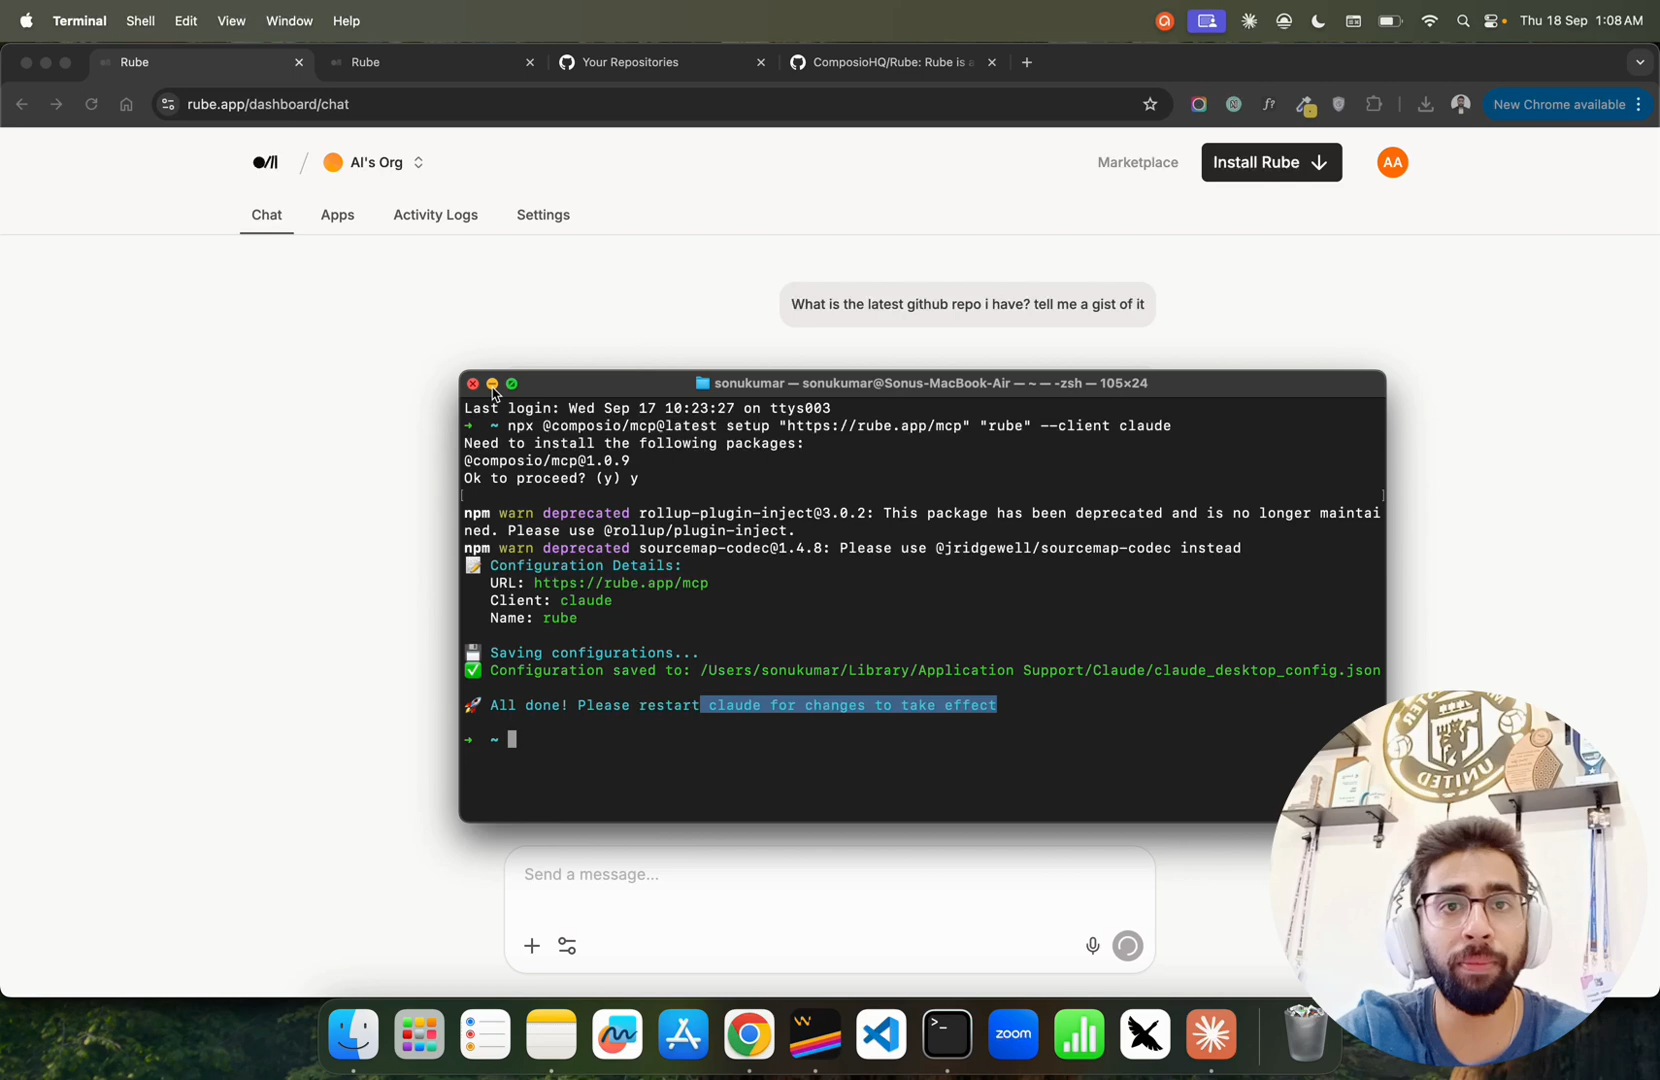 Terminal Shell Edit View Window Help
Thu 18 Sep 1:08 AM
Rube
Rube
Your Repositories
ComposioHQ/Rube: Rube is a
rube.app/dashboard/chat
New Chrome available
AI's Org
Marketplace
Install Rube
AA
Chat Apps Activity Logs Settings
What is the latest github repo i have? tell me a gist of it
sonukumar — sonukumar@Sonus-MacBook-Air — ~ — -zsh — 105×24
Last login: Wed Sep 17 10:23:27 on ttys003
➜ ~ npx @composio/mcp@latest setup "https://rube.app/mcp" "rube" --client claude
Need to install the following packages:
@composio/mcp@1.0.9
Ok to proceed? (y) y
[ ]
npm warn deprecated rollup-plugin-inject@3.0.2: This package has been deprecated and is no longer maintai
ned. Please use @rollup/plugin-inject.
npm warn deprecated sourcemap-codec@1.4.8: Please use @jridgewell/sourcemap-codec instead
📝 Configuration Details:
URL: https://rube.app/mcp
Client: claude
Name: rube
💾 Saving configurations...
✅ Configuration saved to: /Users/sonukumar/Library/Application Support/Claude/claude_desktop_config.json
🚀 All done! Please restart claude for changes to take effect
➜ ~
Send a message...
zoom
UNITED